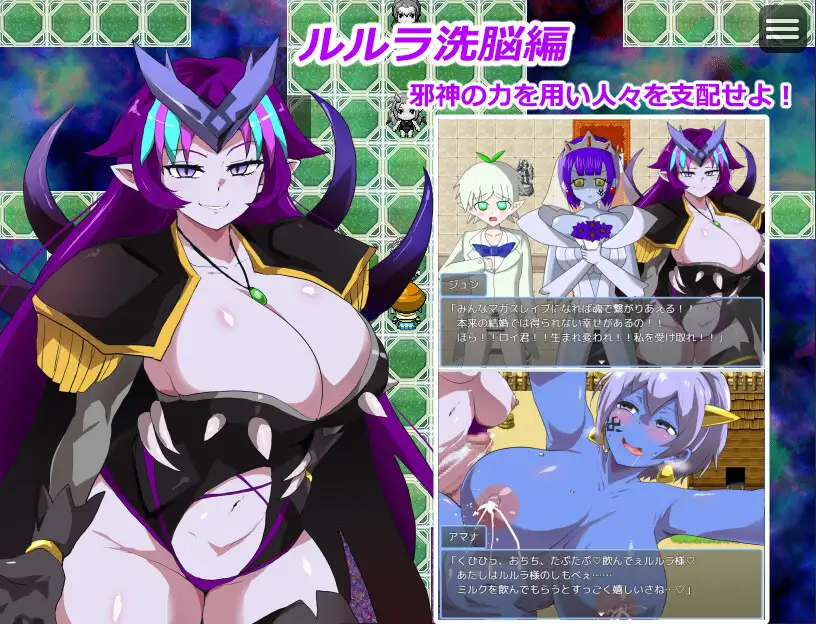 ルルラ洗脳編
邪神の力を用い人々を支配せよ！
ジュン
「みんなマガスレイブになれば魂で繋がりあえる！！
本来の結婚では得られない幸せがあるの！！
ほら！！ロイ君！！生まれ変われ！！私を受け取れ！！」
アマナ
「くひひっ、おちち、たぷたぷ♡飲んでぇルルラ様♡
あたしはルルラ様のしもべぇ……
ミルクを飲んでもらうとすっごく嬉しいさね…♡」